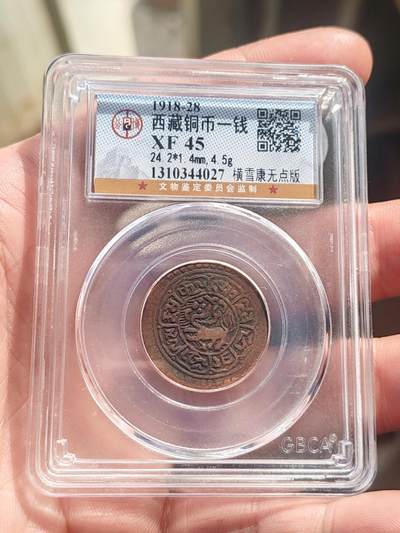 1918-28
西藏铜币一钱
XF 45
24.2*1.4mm,4.5g
1310344027 横雪康无点版
★ 文物鉴定委员会监制 ★
GBCA®